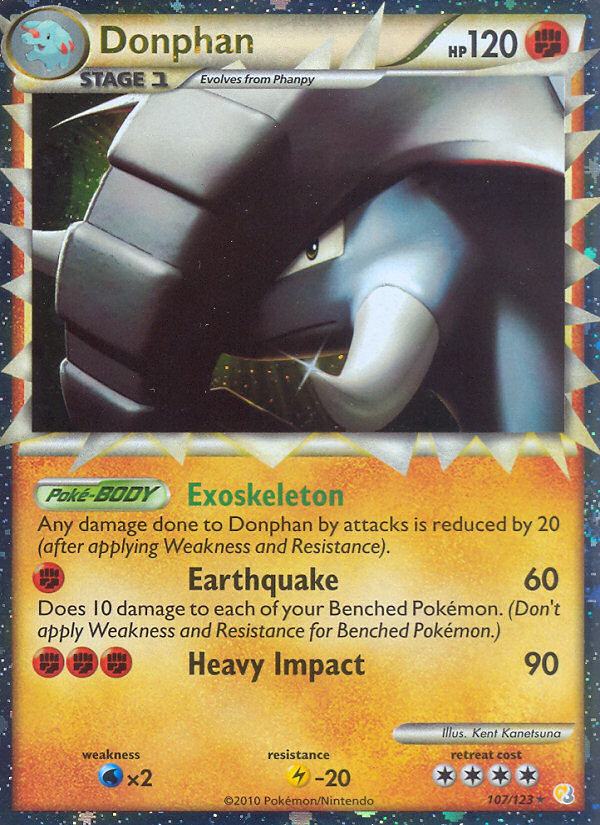 Donphan
HP 120
STAGE 1
Evolves from Phanpy
Poké-BODY Exoskeleton
Any damage done to Donphan by attacks is reduced by 20
(after applying Weakness and Resistance).
Earthquake 60
Does 10 damage to each of your Benched Pokémon. (Don't
apply Weakness and Resistance for Benched Pokémon.)
Heavy Impact 90
Illus. Kent Kanetsuna
weakness resistance retreat cost
×2 -20
107/123 ★
©2010 Pokémon/Nintendo